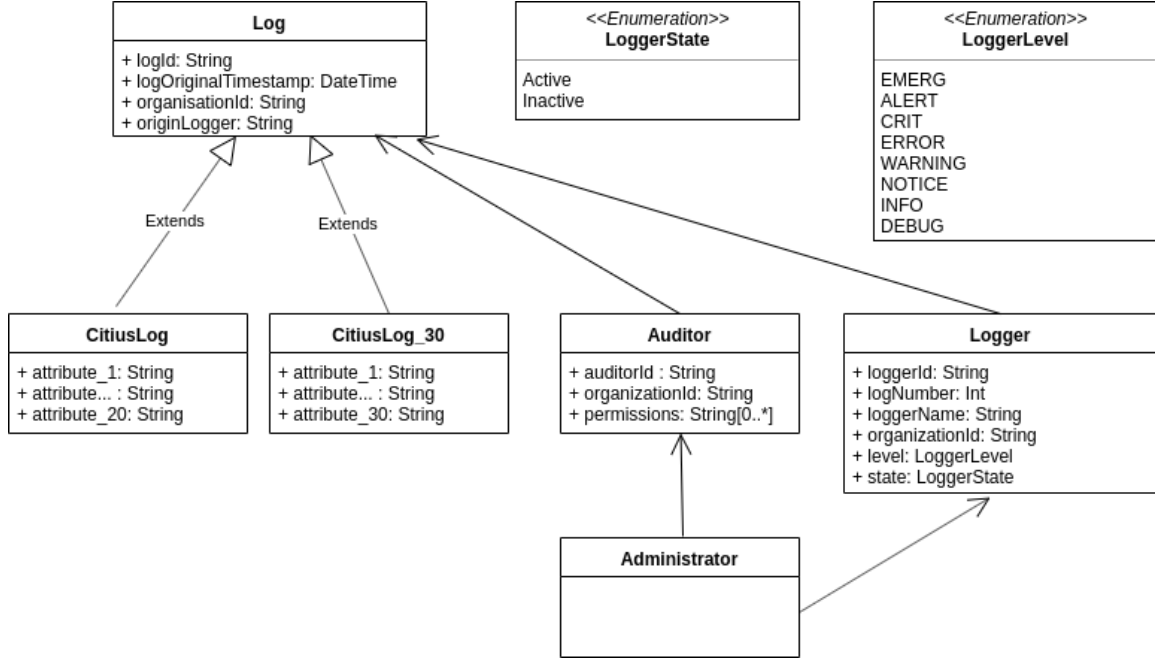 Log
+ logId: String
+ logOriginalTimestamp: DateTime
+ organisationId: String
+ originLogger: String
<<Enumeration>>
LoggerState
Active
Inactive
<<Enumeration>>
LoggerLevel
EMERG
ALERT
CRIT
ERROR
WARNING
NOTICE
INFO
DEBUG
Extends
Extends
CitiusLog
+ attribute_1: String
+ attribute... : String
+ attribute_20: String
CitiusLog_30
+ attribute_1: String
+ attribute... : String
+ attribute_30: String
Auditor
+ auditorId : String
+ organizationId: String
+ permissions: String[0..*]
Logger
+ loggerId: String
+ logNumber: Int
+ loggerName: String
+ organizationId: String
+ level: LoggerLevel
+ state: LoggerState
Administrator